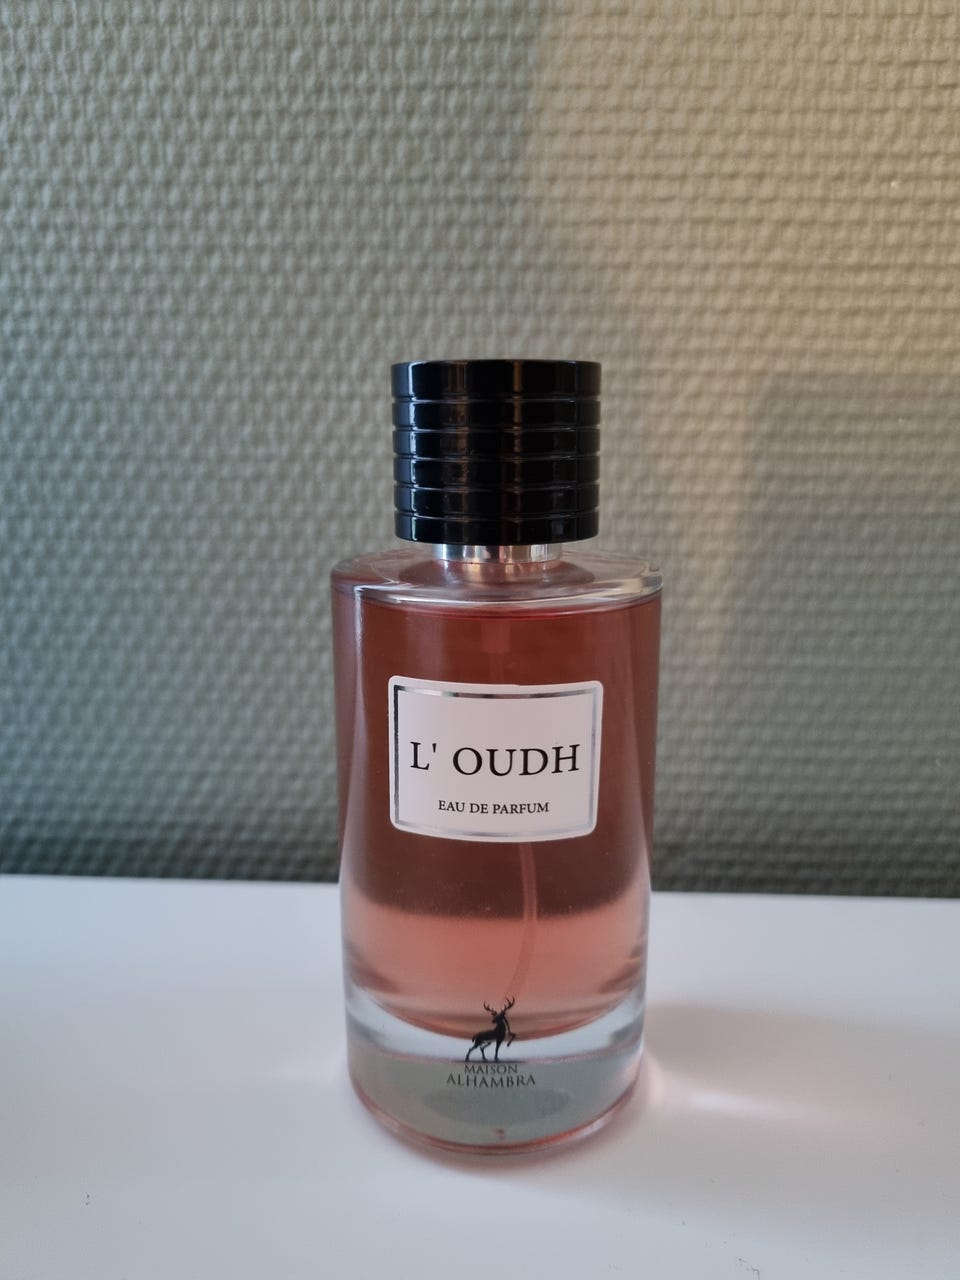 L' OUDH
EAU DE PARFUM
MAISON
ALHAMBRA